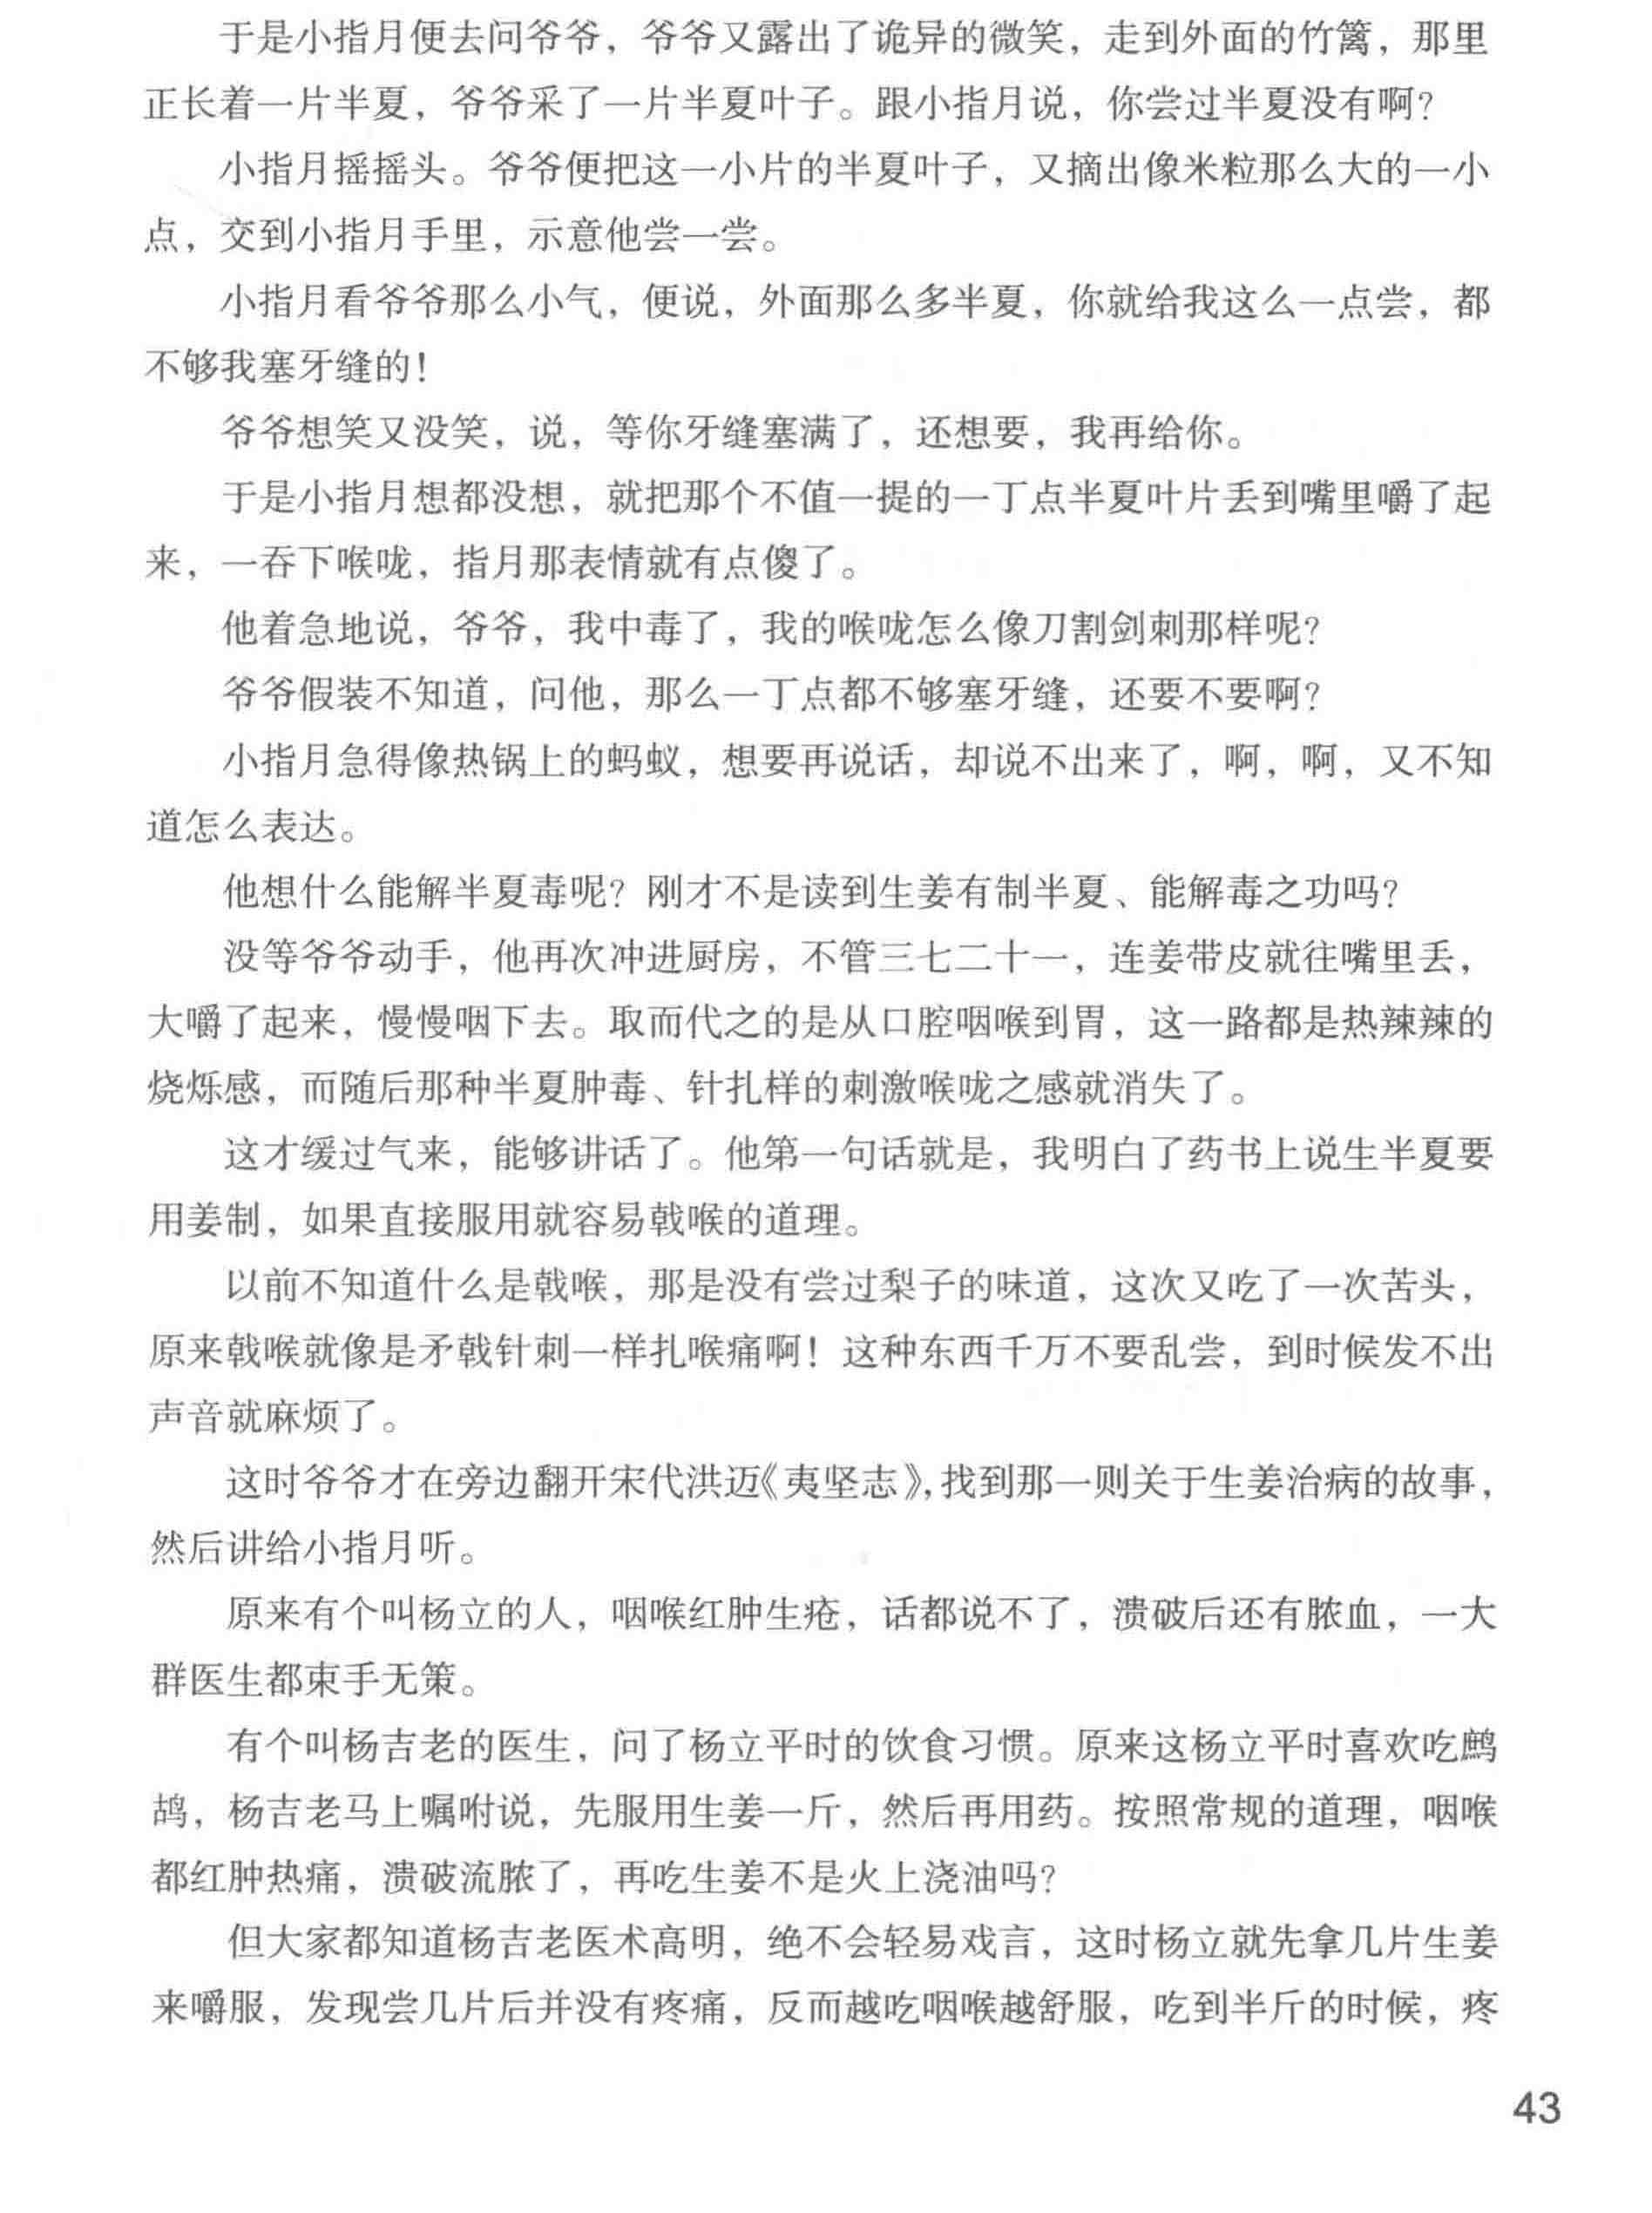 于是小指月便去问爷爷，爷爷又露出了诡异的微笑，走到外面的竹篱，那里
正长着一片半夏，爷爷采了一片半夏叶子。跟小指月说，你尝过半夏没有啊？
小指月摇摇头。爷爷便把这一小片的半夏叶子，又摘出像米粒那么大的一小
点，交到小指月手里，示意他尝一尝。
小指月看爷爷那么小气，便说，外面那么多半夏，你就给我这么一点尝，都
不够我塞牙缝的！
爷爷想笑又没笑，说，等你牙缝塞满了，还想要，我再给你。
于是小指月想都没想，就把那个不值一提的一丁点半夏叶片丢到嘴里嚼了起
来，一吞下喉咙，指月那表情就有点傻了。
他着急地说，爷爷，我中毒了，我的喉咙怎么像刀割剑刺那样呢？
爷爷假装不知道，问他，那么一丁点都不够塞牙缝，还要不要啊？
小指月急得像热锅上的蚂蚁，想要再说话，却说不出来了，啊，啊，又不知
道怎么表达。
他想什么能解半夏毒呢？刚才不是读到生姜有制半夏、能解毒之功吗？
没等爷爷动手，他再次冲进厨房，不管三七二十一，连姜带皮就往嘴里丢，
大嚼了起来，慢慢咽下去。取而代之的是从口腔咽喉到胃，这一路都是热辣辣的
烧烁感，而随后那种半夏肿毒、针扎样的刺激喉咙之感就消失了。
这才缓过气来，能够讲话了。他第一句话就是，我明白了药书上说生半夏要
用姜制，如果直接服用就容易戟喉的道理。
以前不知道什么是戟喉，那是没有尝过梨子的味道，这次又吃了一次苦头，
原来戟喉就像是矛戟针刺一样扎喉痛啊！这种东西千万不要乱尝，到时候发不出
声音就麻烦了。
这时爷爷才在旁边翻开宋代洪迈《夷坚志》，找到那一则关于生姜治病的故事，
然后讲给小指月听。
原来有个叫杨立的人，咽喉红肿生疮，话都说不了，溃破后还有脓血，一大
群医生都束手无策。
有个叫杨吉老的医生，问了杨立平时的饮食习惯。原来这杨立平时喜欢吃鹧
鸪，杨吉老马上嘱咐说，先服用生姜一斤，然后再用药。按照常规的道理，咽喉
都红肿热痛，溃破流脓了，再吃生姜不是火上浇油吗？
但大家都知道杨吉老医术高明，绝不会轻易戏言，这时杨立就先拿几片生姜
来嚼服，发现尝几片后并没有疼痛，反而越吃咽喉越舒服，吃到半斤的时候，疼
43